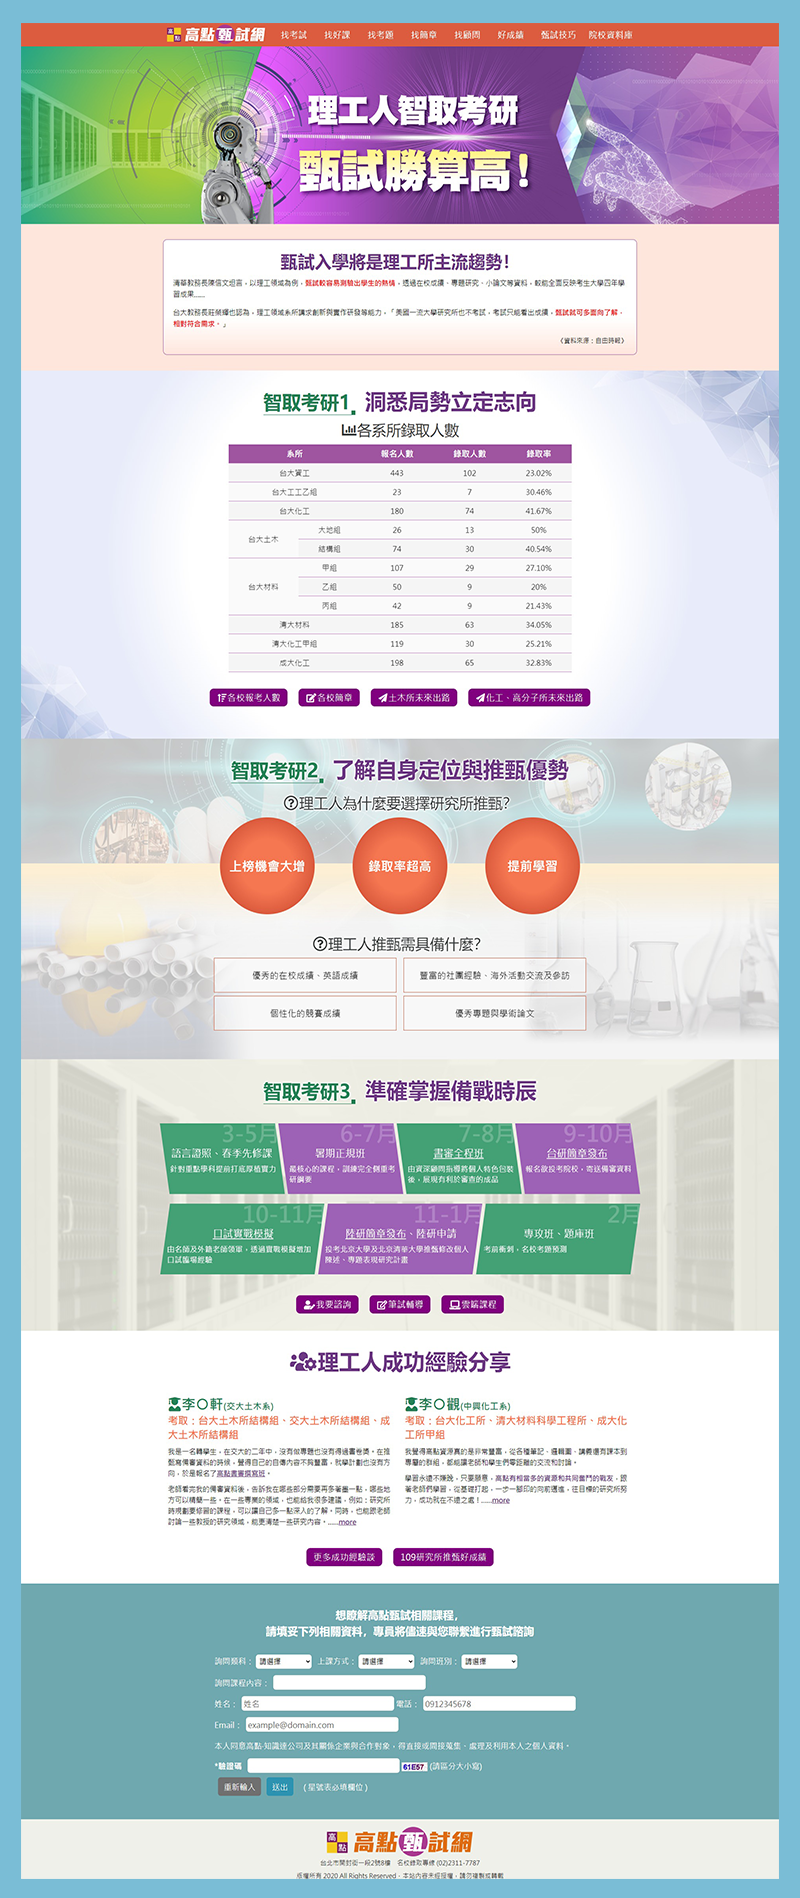 高點 甄試網 找考試 找好課 找考題 找簡章 找顧問 好成績 甄試技巧 院校資料庫
理工人智取考研
甄試勝算高!
甄試入學將是理工所主流趨勢!
清華教務長陳信文坦言，以理工領域為例，甄試較容易測驗出學生的熱情，透過在校成績、專題研究、小論文等資料，較能全面反映考生大學四年學
習成果……
台大教務長莊榮輝也認為，理工領域系所講求創新與實作研發等能力，「美國一流大學研究所也不考試，考試只能看出成績，甄試就可多面向了解，
相對符合需求。」
（資料來源：自由時報）
智取考研1. 洞悉局勢立定志向
各系所錄取人數
系所 報名人數 錄取人數 錄取率
台大資工 443 102 23.02%
台大工工乙組 23 7 30.46%
台大化工 180 74 41.67%
台大土木 大地組 26 13 50%
結構組 74 30 40.54%
台大材料 甲組 107 29 27.10%
乙組 50 9 20%
丙組 42 9 21.43%
清大材料 185 63 34.05%
清大化工甲組 119 30 25.21%
成大化工 198 65 32.83%
各校報考人數 各校簡章 土木所未來出路 化工、高分子所未來出路
智取考研2. 了解自身定位與推甄優勢
理工人為什麼要選擇研究所推甄?
上榜機會大增 錄取率超高 提前學習
理工人推甄需具備什麼?
優秀的在校成績、英語成績 豐富的社團經驗、海外活動交流及參訪
個性化的競賽成績 優秀專題與學術論文
智取考研3. 準確掌握備戰時辰
3-5月 6-7月 7-8月 9-10月
語言證照、春季先修課 暑期正規班 書審全程班 台研簡章發布
針對重點學科提前打底厚植實力 最核心的課程，訓練完全側重考 由資深顧問指導將個人特色包裝 報名欲投考院校，寄送備審資料
研綱要 後，展現有利於審查的成品
10-11月 11-1月 2月
口試實戰模擬 陸研簡章發布、陸研申請 專攻班、題庫班
由名師及外籍老師領軍，透過實戰模擬增加 投考北京大學及北京清華大學推甄修改個人 考前衝刺，名校考題預測
口試臨場經驗 陳述、專題表現研究計畫
我要諮詢 筆試輔導 雲端課程
理工人成功經驗分享
李○軒(交大土木系)
考取：台大土木所結構組、交大土木所結構組、成
大土木所結構組
我是一名轉學生，在交大的二年中，沒有做專題也沒有得過書卷獎。在推
甄寫備審資料的時候，覺得自己的自傳內容不夠豐富，就學計劃也沒有方
向，於是報名了高點書審撰寫班。
老師看完我的備審資料後，告訴我在哪些部分需要再多著墨一點，哪些地
方可以精簡一些。在一些專業的領域，也能給我很多建議，例如：研究所
時規劃要修習的課程，可以讓自己多一點深入的了解。同時，也能跟老師
討論一些教授的研究領域，能更清楚一些研究內容。……more
李○觀(中興化工系)
考取：台大化工所、清大材料科學工程所、成大化
工所甲組
我覺得高點資源真的是非常豐富，從各種筆記、邏輯圖、講義還有課本到
專屬的群組，都能讓老師和學生們零距離的交流和討論。
學習永遠不嫌晚，只要願意，高點有相當多的資源和共同奮鬥的戰友，跟
著老師們學習，從基礎打起，一步一腳印的向前邁進，往目標的研究所努
力，成功就在不遠之處！……more
更多成功經驗談 109研究所推甄好成績
想瞭解高點甄試相關課程，
請填妥下列相關資料，專員將儘速與您聯繫進行甄試諮詢
詢問類科： 請選擇 上課方式： 請選擇 詢問班別： 請選擇
詢問課程內容：
姓名： 姓名 電話： 0912345678
Email： example@domain.com
本人同意高點-知識達公司及其關係企業與合作對象，得直接或間接蒐集、處理及利用本人之個人資料。
*驗證碼 61E57 (請區分大小寫)
重新輸入 送出 （星號表必填欄位）
高點 甄試網
台北市開封街一段2號8樓 名校錄取專線 (02)2311-7787
版權所有 2020 All Rights Reserved，本站內容未經授權，請勿複製或轉載